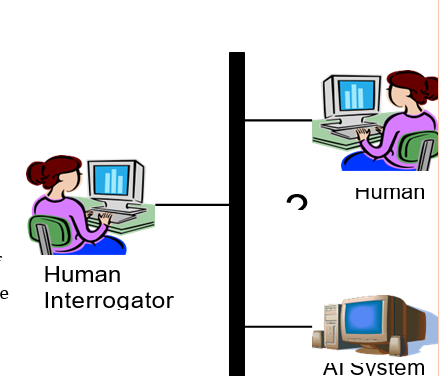 Human
?
Human
Interrogator
AI System